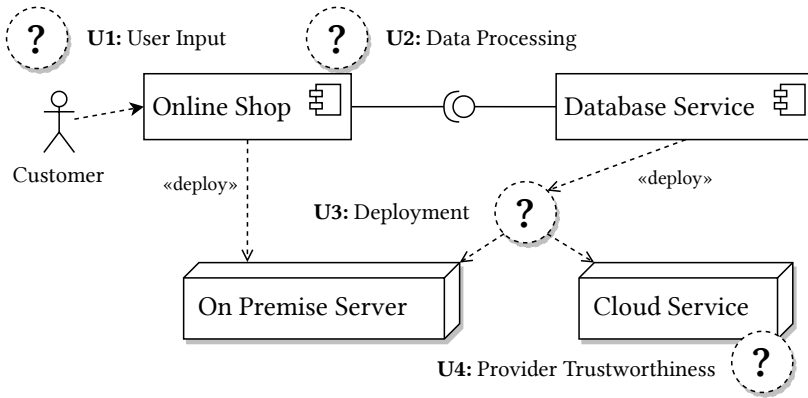 ? U1: User Input ? U2: Data Processing
Online Shop Database Service
Customer
«deploy» «deploy»
U3: Deployment ?
On Premise Server Cloud Service
U4: Provider Trustworthiness ?